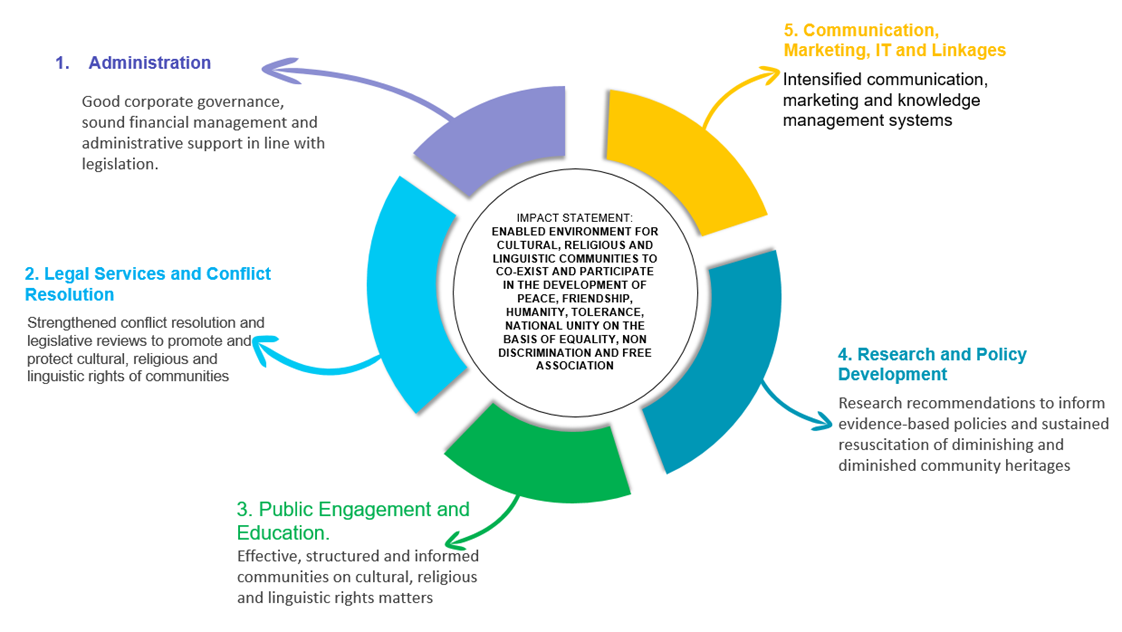 1. Administration
Good corporate governance,
sound financial management and
administrative support in line with
legislation.
2. Legal Services and Conflict
Resolution
Strengthened conflict resolution and
legislative reviews to promote and
protect cultural, religious and
linguistic rights of communities
3. Public Engagement and
Education.
Effective, structured and informed
communities on cultural, religious
and linguistic rights matters
4. Research and Policy
Development
Research recommendations to inform
evidence-based policies and sustained
resuscitation of diminishing and
diminished community heritages
5. Communication,
Marketing, IT and Linkages
Intensified communication,
marketing and knowledge
management systems
IMPACT STATEMENT:
ENABLED ENVIRONMENT FOR
CULTURAL, RELIGIOUS AND
LINGUISTIC COMMUNITIES TO
CO-EXIST AND PARTICIPATE
IN THE DEVELOPMENT OF
PEACE, FRIENDSHIP,
HUMANITY, TOLERANCE,
NATIONAL UNITY ON THE
BASIS OF EQUALITY, NON
DISCRIMINATION AND FREE
ASSOCIATION